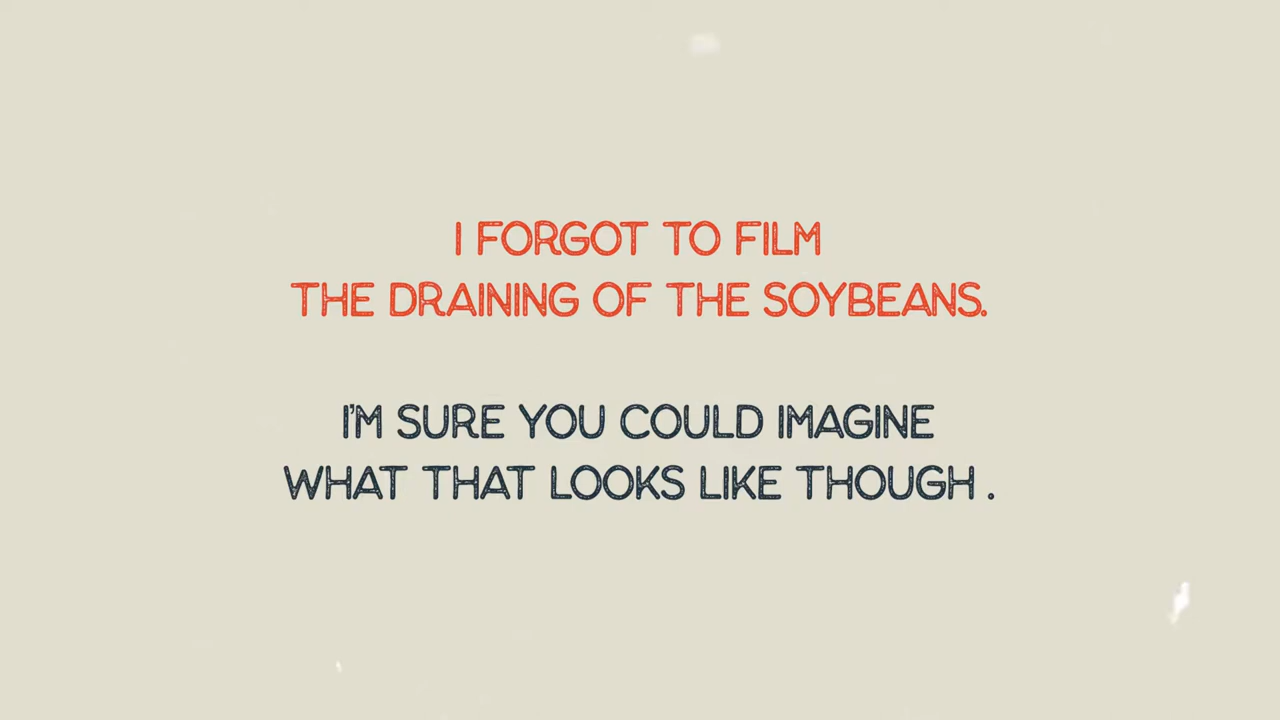 I FORGOT TO FILM
THE DRAINING OF THE SOYBEANS.
I'M SURE YOU COULD IMAGINE
WHAT THAT LOOKS LIKE THOUGH .